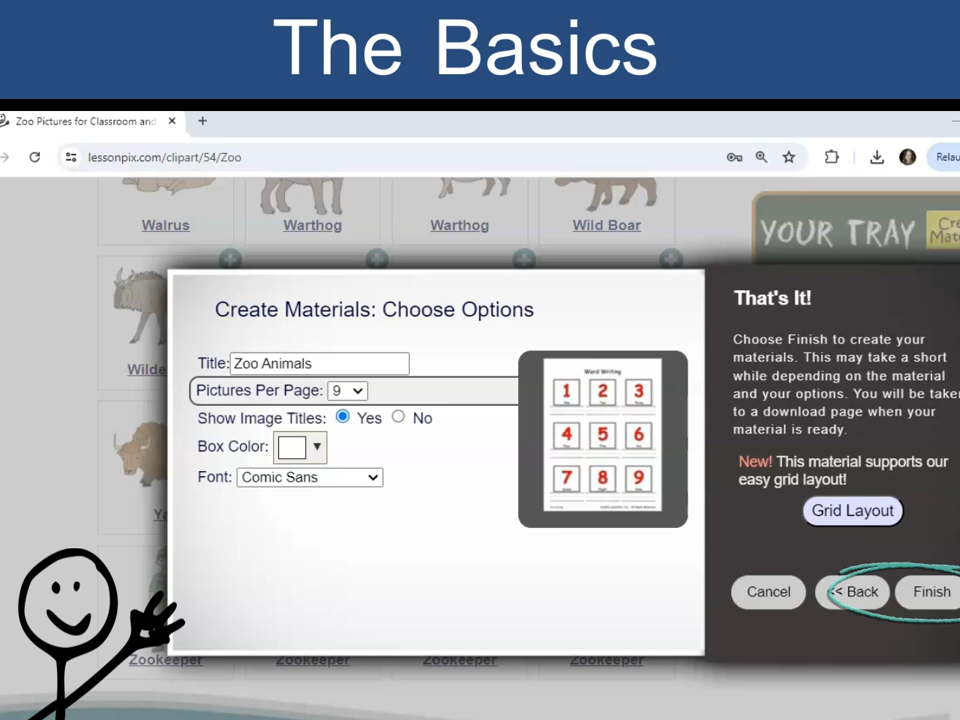 The Basics
Zoo Pictures for Classroom and
lessonpix.com/clipart/54/Zoo
Relau
Walrus Warthog Warthog Wild Boar
YOUR TRAY
Cre
Mate
Wilde
Ya
Zookeeper Zookeeper Zookeeper Zookeeper
Create Materials: Choose Options
Title: Zoo Animals
Pictures Per Page: 9
Show Image Titles: Yes No
Box Color:
Font: Comic Sans
Word Writing
1 2 3
4 5 6
7 8 9
That's It!
Choose Finish to create your
materials. This may take a short
while depending on the material
and your options. You will be taken
to a download page when your
material is ready.
New! This material supports our
easy grid layout!
Grid Layout
Cancel << Back Finish